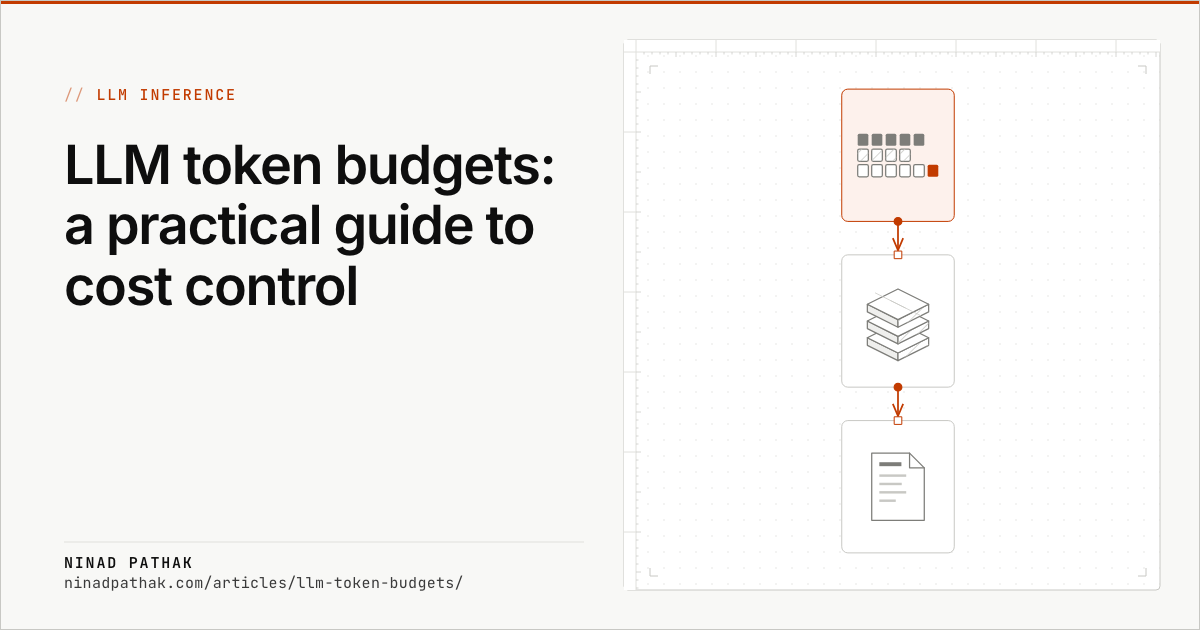 // LLM INFERENCE
LLM token budgets:
a practical guide to
cost control
NINAD PATHAK
ninadpathak.com/articles/llm-token-budgets/